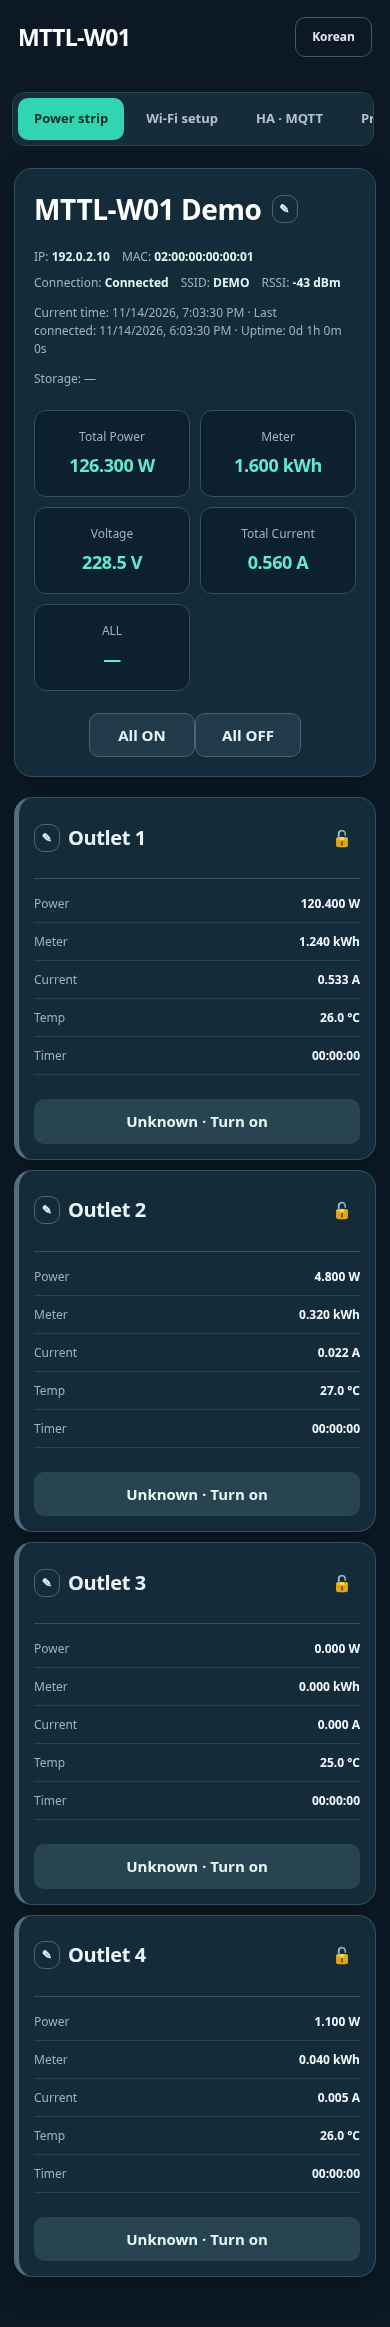 MTTL-W01
Korean
Power strip
Wi-Fi setup
HA · MQTT
MTTL-W01 Demo
IP: 192.0.2.10 MAC: 02:00:00:00:00:01
Connection: Connected SSID: DEMO RSSI: -43 dBm
Current time: 11/14/2026, 7:03:30 PM · Last
connected: 11/14/2026, 6:03:30 PM · Uptime: 0d 1h 0m
0s
Storage: —
Total Power
126.300 W
Meter
1.600 kWh
Voltage
228.5 V
Total Current
0.560 A
ALL
—
All ON
All OFF
Outlet 1
Power 120.400 W
Meter 1.240 kWh
Current 0.533 A
Temp 26.0 °C
Timer 00:00:00
Unknown · Turn on
Outlet 2
Power 4.800 W
Meter 0.320 kWh
Current 0.022 A
Temp 27.0 °C
Timer 00:00:00
Unknown · Turn on
Outlet 3
Power 0.000 W
Meter 0.000 kWh
Current 0.000 A
Temp 25.0 °C
Timer 00:00:00
Unknown · Turn on
Outlet 4
Power 1.100 W
Meter 0.040 kWh
Current 0.005 A
Temp 26.0 °C
Timer 00:00:00
Unknown · Turn on